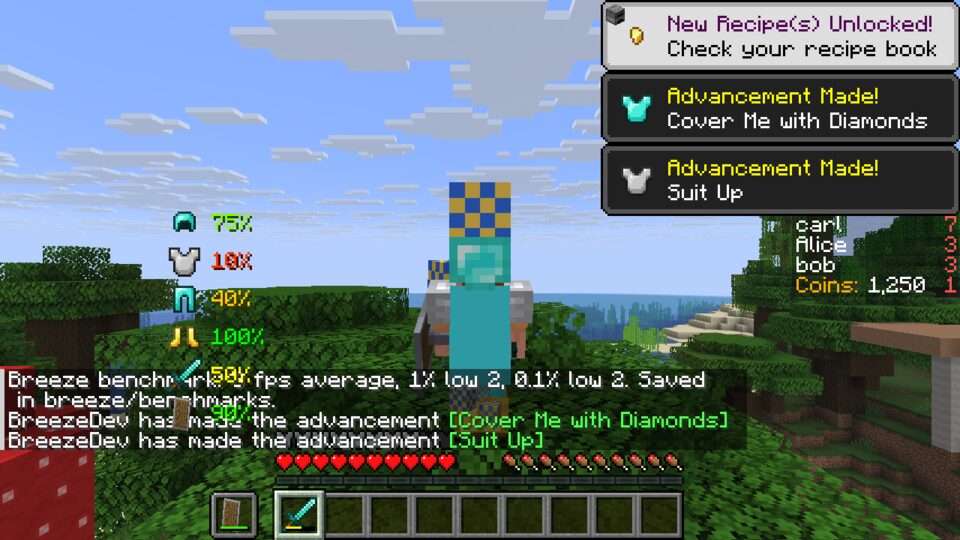 New Recipe(s) Unlocked!
Check your recipe book
Advancement Made!
Cover Me with Diamonds
Advancement Made!
Suit Up
carl 7
Alice 3
bob 3
Coins: 1,250 1
75%
10%
40%
100%
50%
90%
Breeze fps average, 1% low 2, 0.1% low 2. Saved
in breeze/benchmarks.
BreezeDev has made the advancement [Cover Me with Diamonds]
BreezeDev has made the advancement [Suit Up]